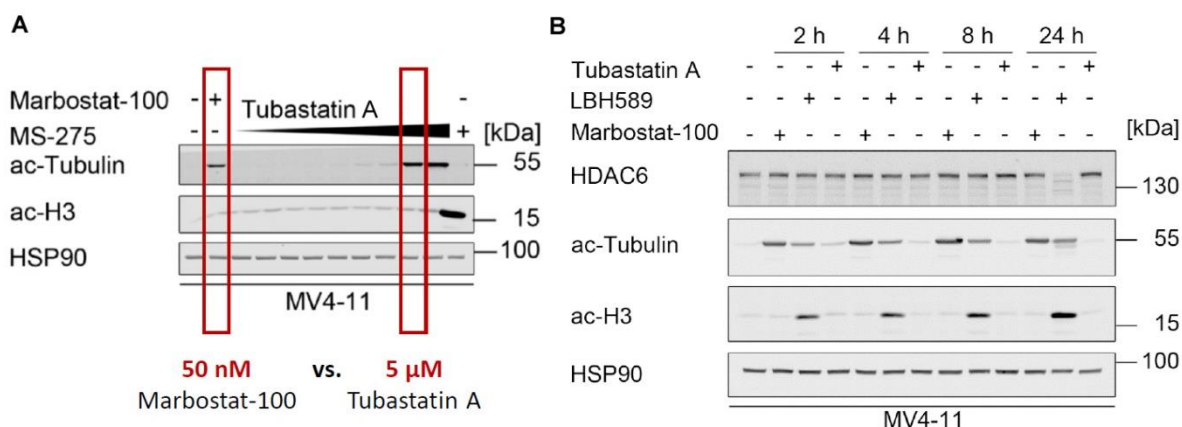 A
Marbostat-100 - + Tubastatin A -
MS-275 - - + [kDa]
ac-Tubulin 55
ac-H3 15
HSP90 100
MV4-11
50 nM vs. 5 µM
Marbostat-100 Tubastatin A
B
2 h 4 h 8 h 24 h
Tubastatin A - - - + - - + - - + - - +
LBH589 - - + - - + - - + - - + -
Marbostat-100 - + - - + - - + - - + - - [kDa]
HDAC6 130
ac-Tubulin 55
ac-H3 15
HSP90 100
MV4-11